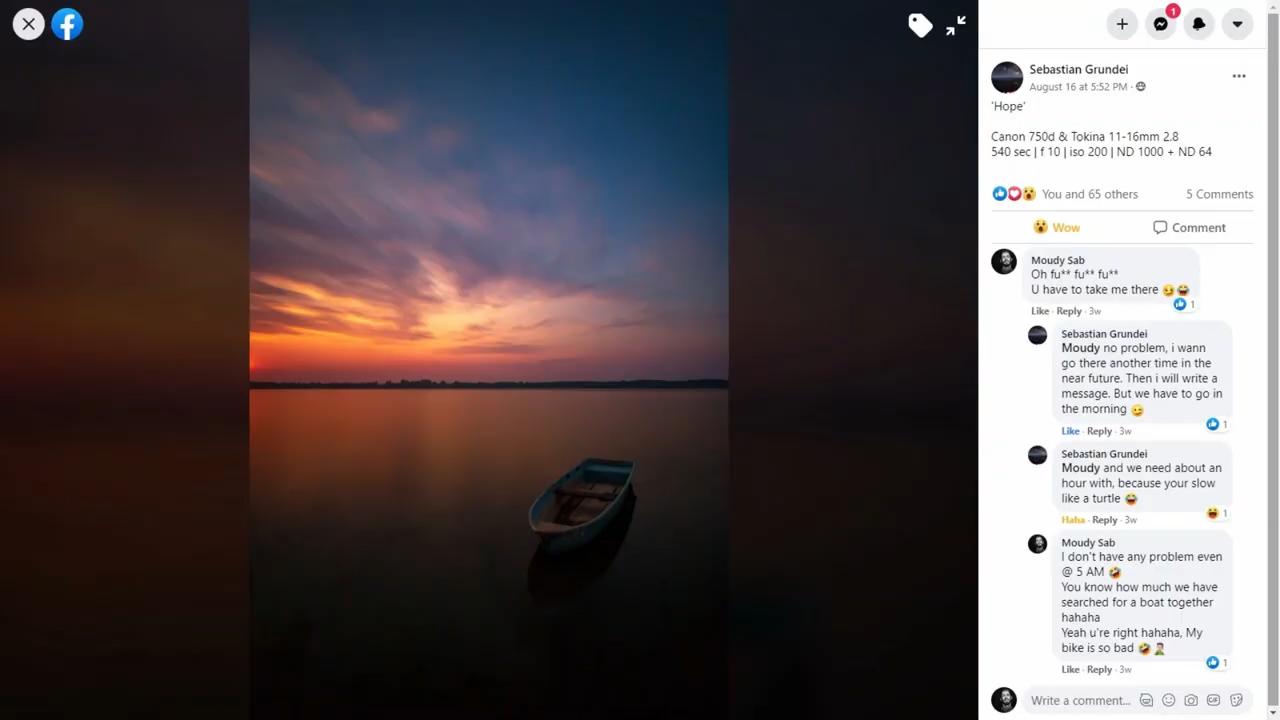 1
Sebastian Grundei
August 16 at 5:52 PM ·
'Hope'
Canon 750d & Tokina 11-16mm 2.8
540 sec | f 10 | iso 200 | ND 1000 + ND 64
You and 65 others 5 Comments
Wow Comment
Moudy Sab
Oh fu** fu** fu**
U have to take me there 😏😂
1
Like · Reply · 3w
Sebastian Grundei
Moudy no problem, i wann
go there another time in the
near future. Then i will write a
message. But we have to go in
the morning 😉
1
Like · Reply · 3w
Sebastian Grundei
Moudy and we need about an
hour with, because your slow
like a turtle 😂
1
Haha · Reply · 3w
Moudy Sab
I don't have any problem even
@ 5 AM 🤣
You know how much we have
searched for a boat together
hahaha
Yeah u're right hahaha, My
bike is so bad 🤣🤦‍♂️
1
Like · Reply · 3w
Write a comment...
GIF